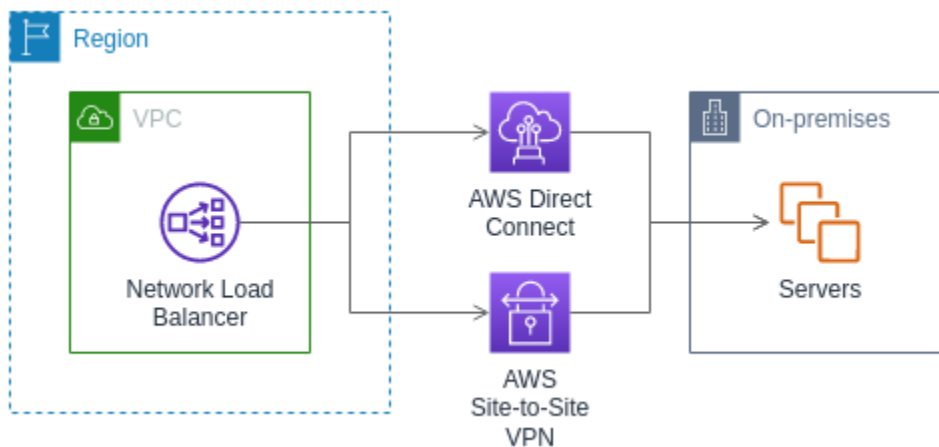 Region
VPC
Network Load
Balancer
AWS Direct
Connect
AWS
Site-to-Site
VPN
On-premises
Servers